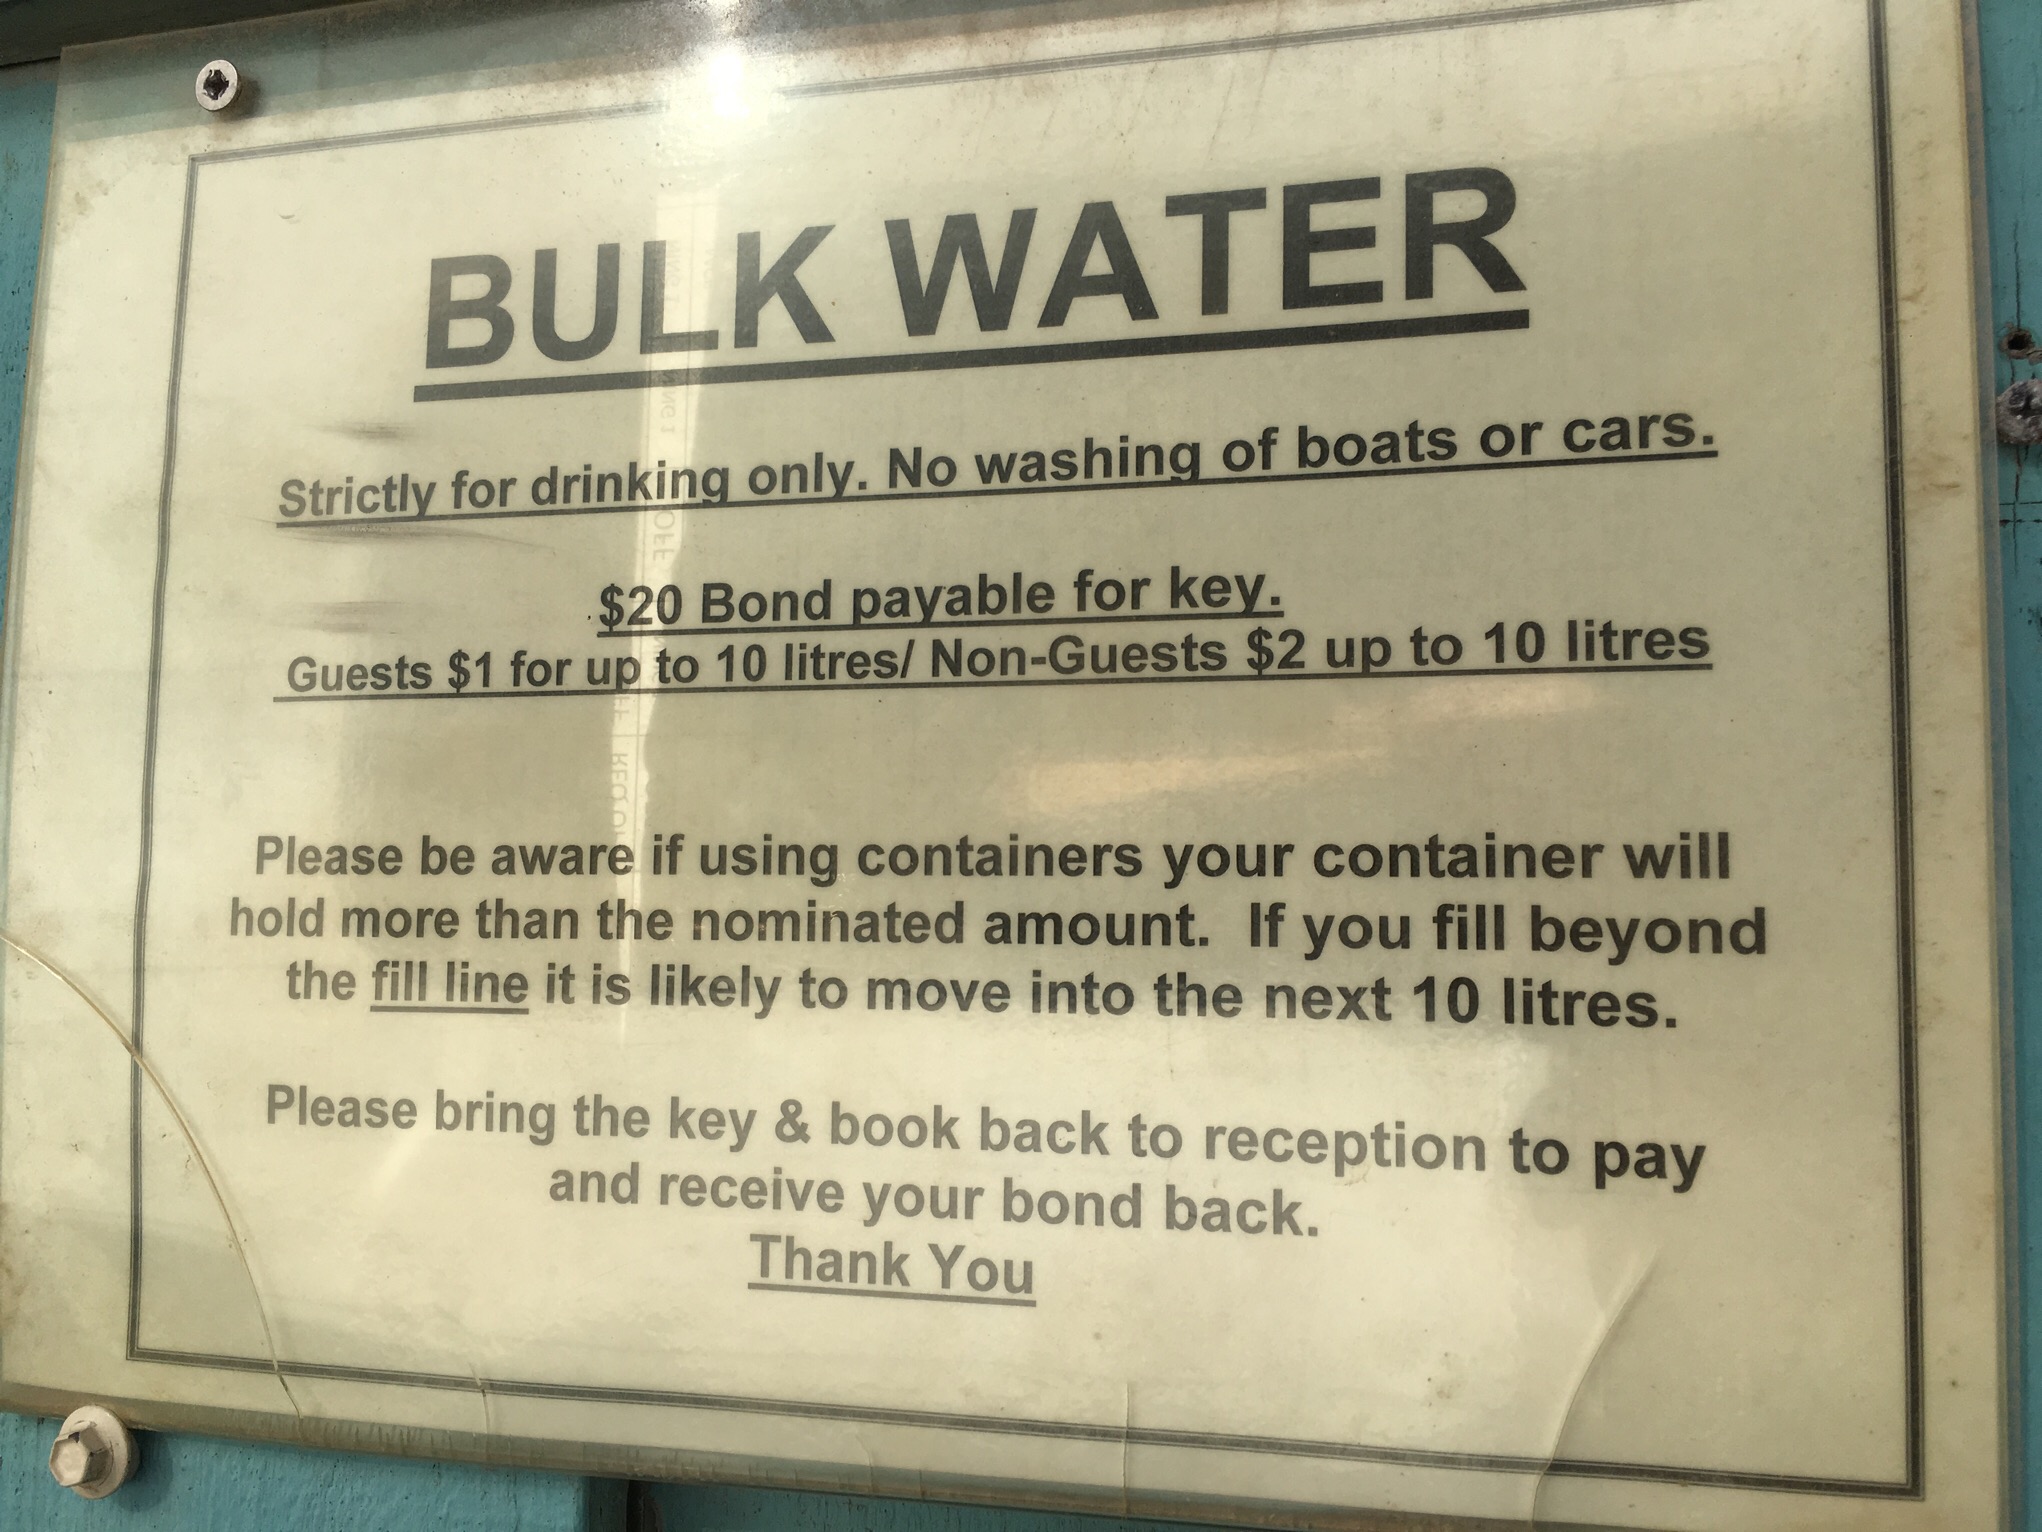 BULK WATER
Strictly for drinking only. No washing of boats or cars.
$20 Bond payable for key.
Guests $1 for up to 10 litres/ Non-Guests $2 up to 10 litres
Please be aware if using containers your container will
hold more than the nominated amount. If you fill beyond
the fill line it is likely to move into the next 10 litres.
Please bring the key & book back to reception to pay
and receive your bond back.
Thank You